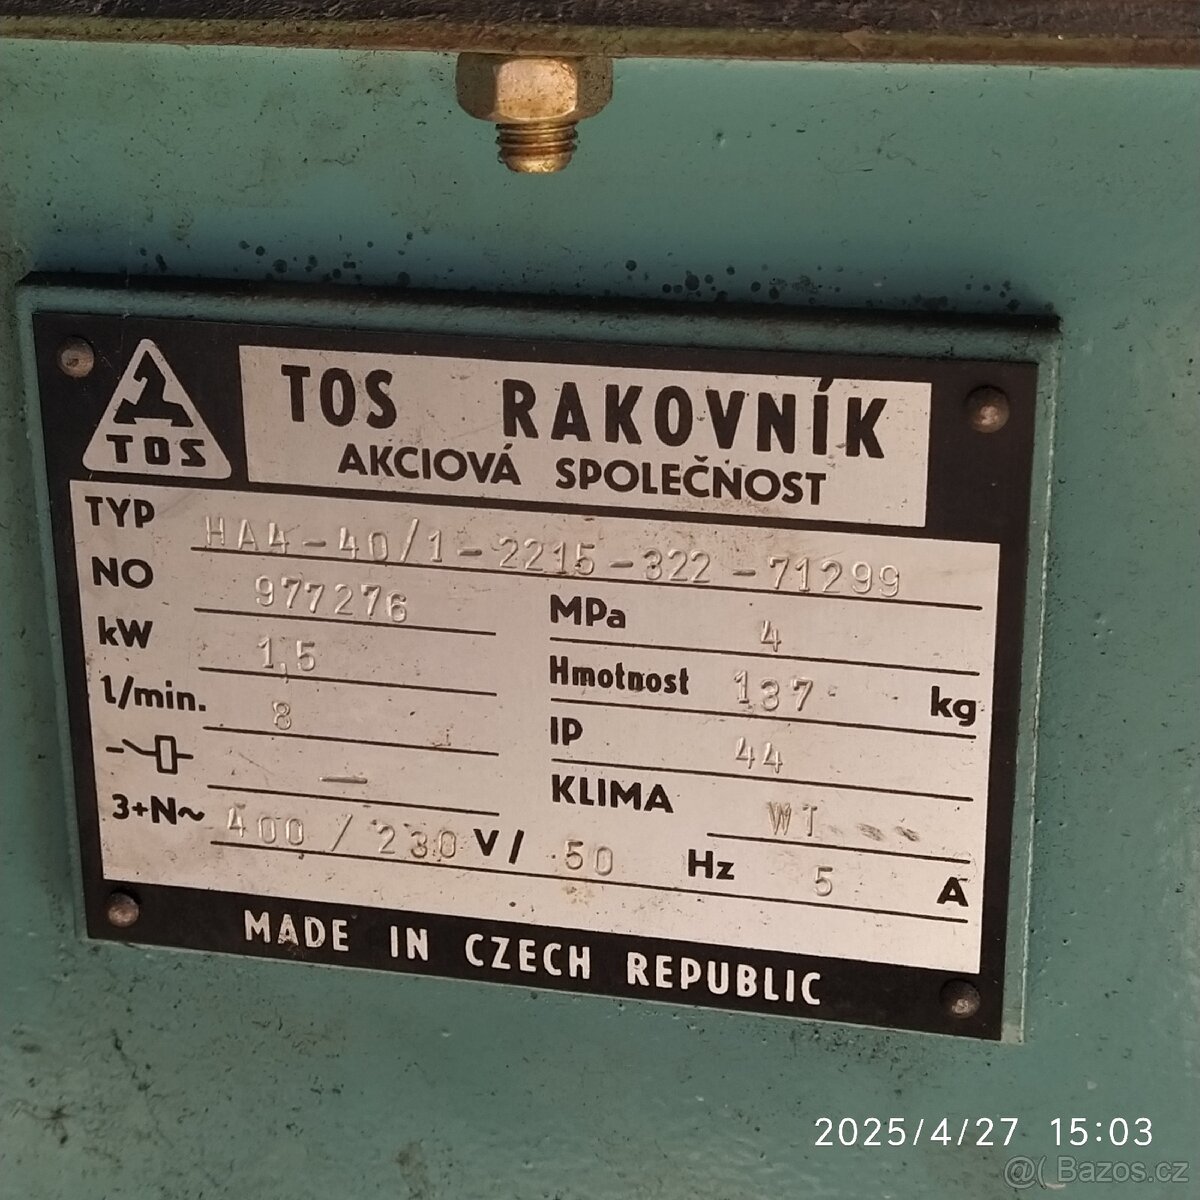 TOS
TOS RAKOVNÍK
AKCIOVÁ SPOLEČNOST
TYP HA4-40/1-2215-322-71299
NO 977276
MPa 4
kW 1,5
Hmotnost 137 kg
l/min. 8
IP 44
—
KLIMA WT
3+N~ 400/230 V/ 50 Hz 5 A
MADE IN CZECH REPUBLIC
2025/4/27 15:03
@( Bazos.cz